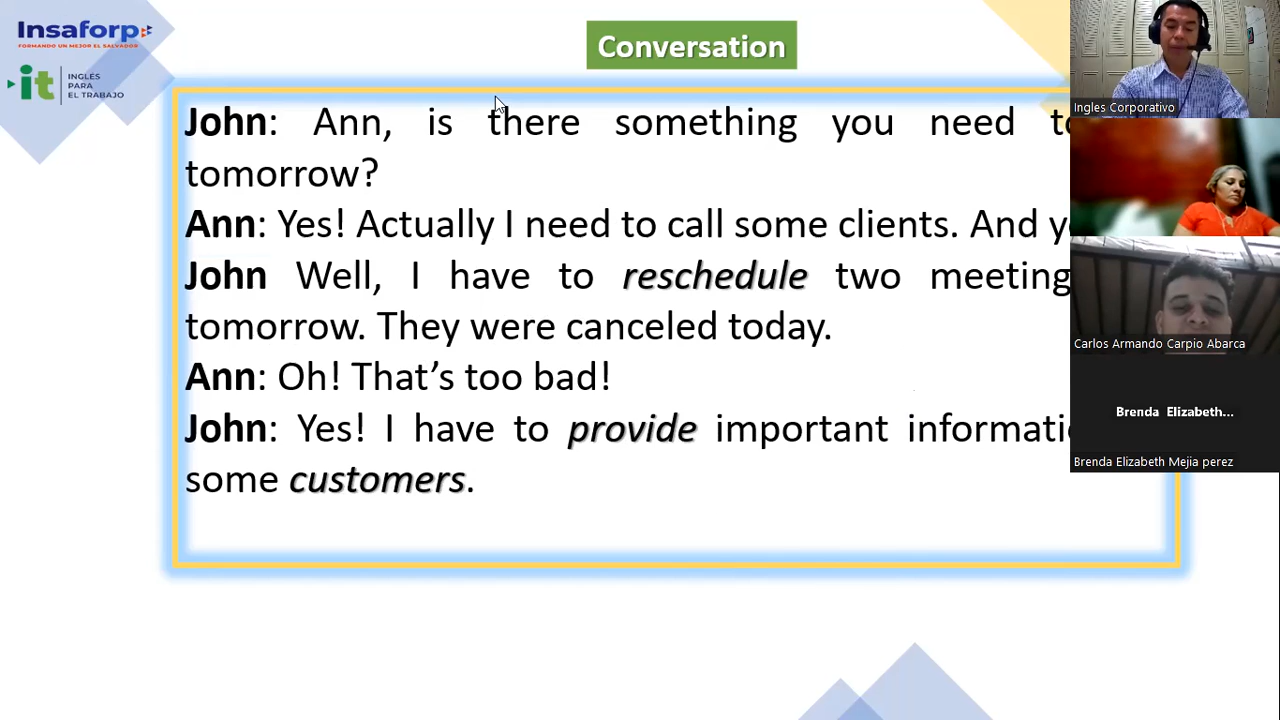 Insaforp
FORMANDO UN MEJOR EL SALVADOR
it
INGLÉS
PARA
EL TRABAJO
Conversation
John: Ann, is there something you need
tomorrow?
Ann: Yes! Actually I need to call some clients. And
John Well, I have to reschedule two meeting
tomorrow. They were canceled today.
Ann: Oh! That’s too bad!
John: Yes! I have to provide important informati
some customers.
Ingles Corporativo
Carlos Armando Carpio Abarca
Brenda Elizabeth...
Brenda Elizabeth Mejia perez